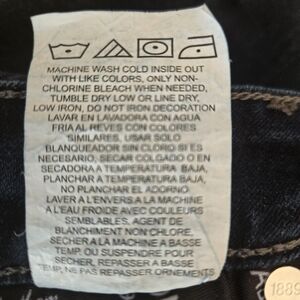 MACHINE WASH COLD INSIDE OUT
WITH LIKE COLORS, ONLY NON-
CHLORINE BLEACH WHEN NEEDED,
TUMBLE DRY LOW OR LINE DRY,
LOW IRON, DO NOT IRON DECORATION
LAVAR EN LAVADORA CON AGUA
FRIA AL REVES CON COLORES
SIMILARES, USAR SOLO
BLANQUEADOR SIN CLORO SI ES
NECESARIO, SECAR COLGADO O EN
SECADORA A TEMPERATURA BAJA,
PLANCHAR A TEMPERATURA BAJA,
NO PLANCHAR EL ADORNO
LAVER A L'ENVERS A LA MACHINE
A L'EAU FROIDE AVEC COULEURS
SEMBLABLES. AGENT DE
BLANCHIMENT NON CHLORE,
SECHER A LA MACHINE A BASSE
TEMP. OU SUSPENDRE POUR
SECHER, REPASSER A BASSE
TEMP, NE PAS REPASSER ORNEMENTS
1889